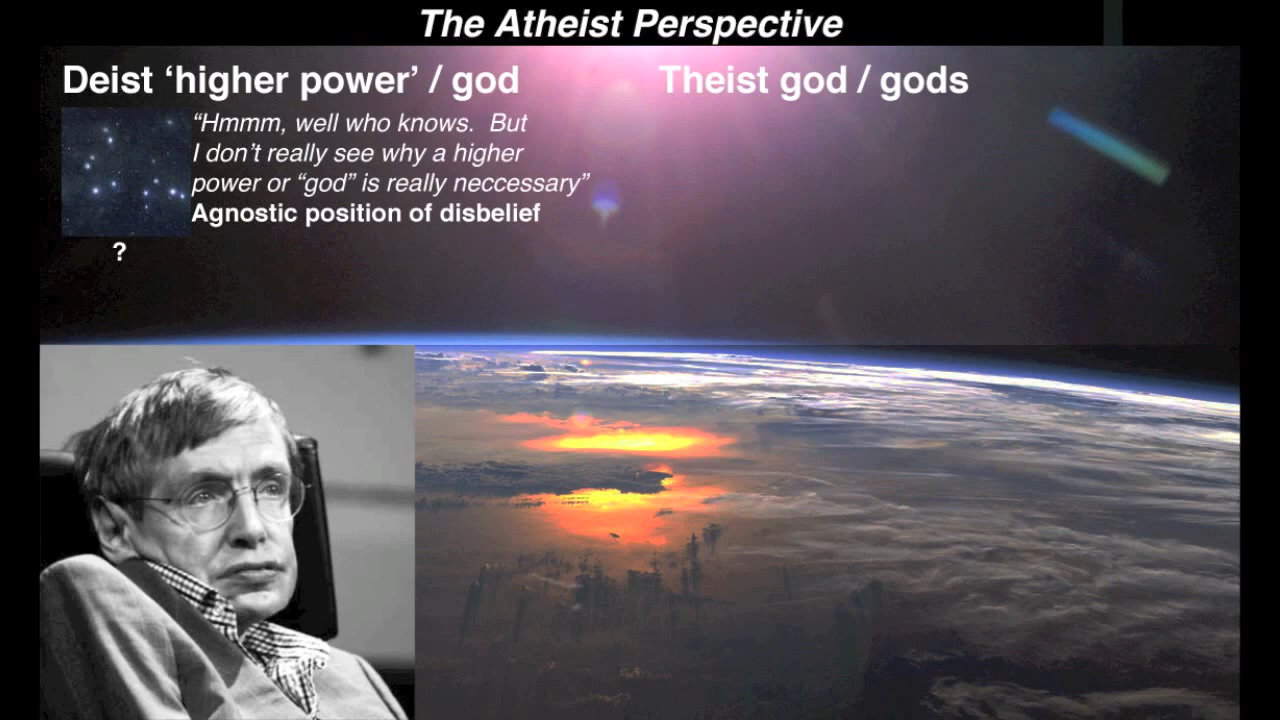 The Atheist Perspective
Deist ‘higher power’ / god
Theist god / gods
“Hmmm, well who knows. But
I don’t really see why a higher
power or “god” is really neccessary”
Agnostic position of disbelief
?